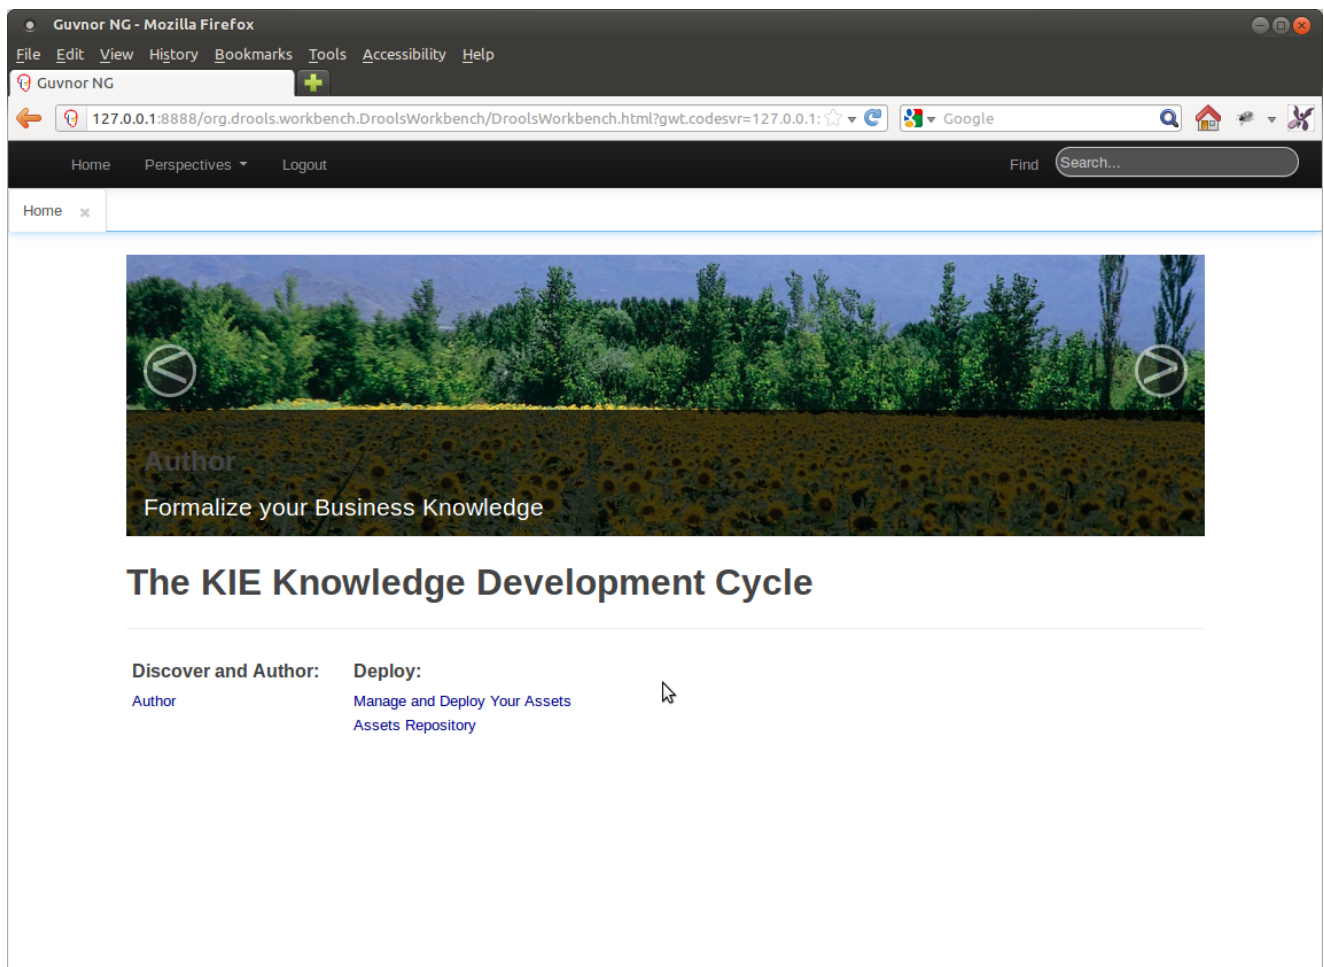 Guvnor NG - Mozilla Firefox
File Edit View History Bookmarks Tools Accessibility Help
Guvnor NG
127.0.0.1:8888/org.drools.workbench.DroolsWorkbench/DroolsWorkbench.html?gwt.codesvr=127.0.0.1: Google
Home Perspectives Logout Find Search...
Home
Author
Formalize your Business Knowledge
The KIE Knowledge Development Cycle
Discover and Author: Deploy:
Author Manage and Deploy Your Assets
Assets Repository